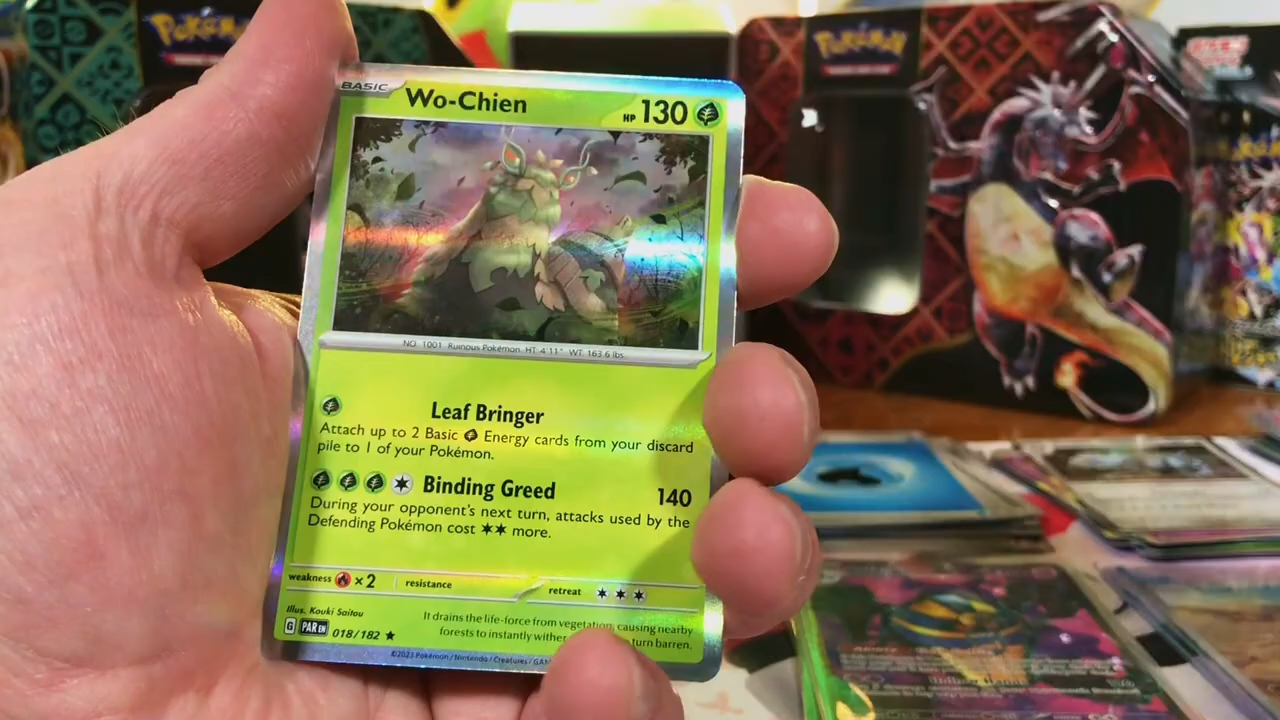 Pokémon
Pokémon
BASIC
Wo-Chien
HP 130
NO. 1001 Ruinous Pokémon HT: 4'11" WT: 163.6 lbs.
Leaf Bringer
Attach up to 2 Basic Energy cards from your discard
pile to 1 of your Pokémon.
Binding Greed 140
During your opponent's next turn, attacks used by the
Defending Pokémon cost ✶✶ more.
weakness ×2 resistance retreat
Illus. Kouki Saitou
G PAR EN 018/182 ★
It drains the life-force from vegetation, causing nearby
forests to instantly wither turn barren.
©2023 Pokémon / Nintendo / Creatures /